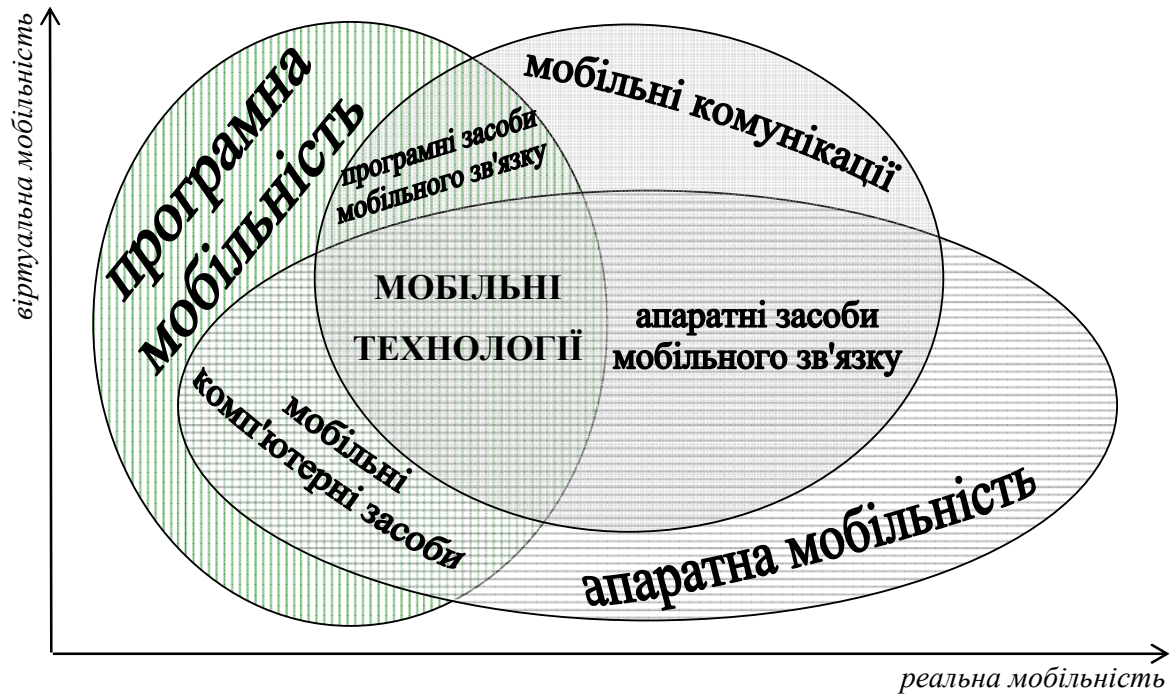 віртуальна мобільність
програмна
мобільність
мобільні комунікації
програмні засоби
мобільного зв'язку
МОБІЛЬНІ
ТЕХНОЛОГІЇ
апаратні засоби
мобільного зв'язку
мобільні
комп'ютерні засоби
апаратна мобільність
реальна мобільність